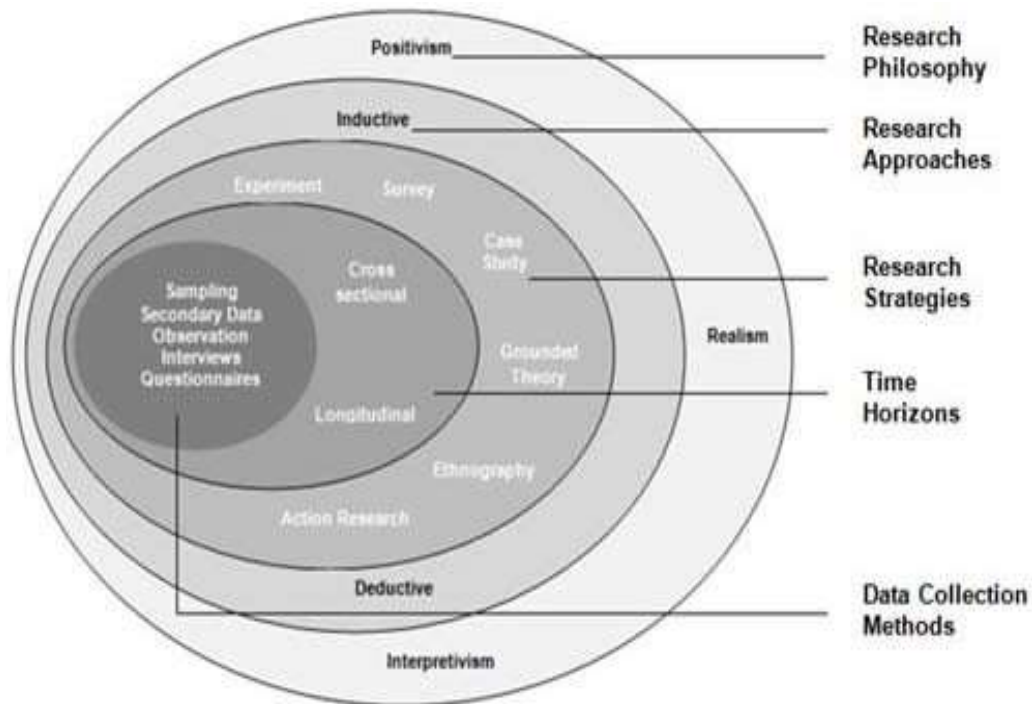 Positivism
Research
Philosophy
Inductive
Research
Approaches
Experiment
Survey
Case
Study
Cross
sectional
Research
Strategies
Sampling
Secondary Data
Observation
Interviews
Questionnaires
Realism
Grounded
Theory
Time
Horizons
Longitudinal
Ethnography
Action Research
Deductive
Data Collection
Methods
Interpretivism